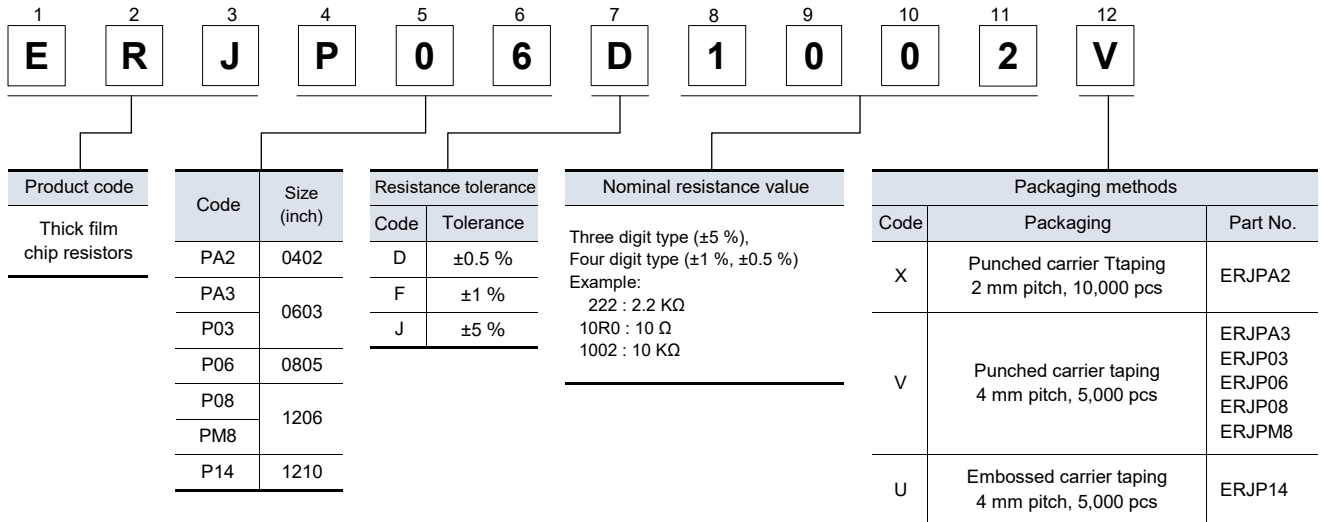 1 2 3 4 5 6 7 8 9 10 11 12
E R J P 0 6 D 1 0 0 2 V
Product code
Thick film
chip resistors
Code Size
(inch)
PA2 0402
PA3 0603
P03
P06 0805
P08 1206
PM8
P14 1210
Resistance tolerance
Code Tolerance
D ±0.5 %
F ±1 %
J ±5 %
Nominal resistance value
Three digit type (±5 %),
Four digit type (±1 %, ±0.5 %)
Example:
222 : 2.2 KΩ
10R0 : 10 Ω
1002 : 10 KΩ
Packaging methods
Code Packaging Part No.
X Punched carrier Ttaping
2 mm pitch, 10,000 pcs ERJPA2
V Punched carrier taping
4 mm pitch, 5,000 pcs
ERJPA3
ERJP03
ERJP06
ERJP08
ERJPM8
U Embossed carrier taping
4 mm pitch, 5,000 pcs ERJP14